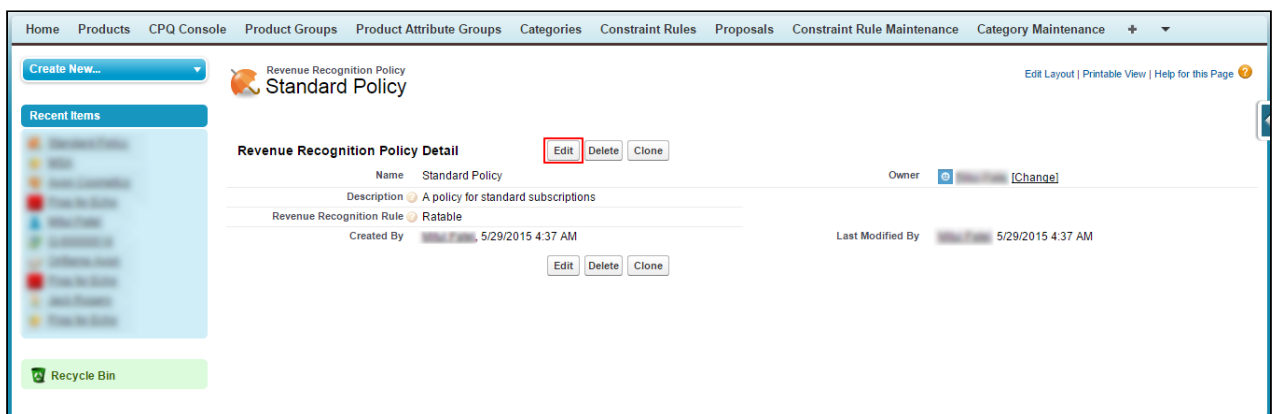 Home Products CPQ Console Product Groups Product Attribute Groups Categories Constraint Rules Proposals Constraint Rule Maintenance Category Maintenance +
Create New...
Revenue Recognition Policy
Standard Policy
Edit Layout | Printable View | Help for this Page ?
Recent Items
Revenue Recognition Policy Detail Edit Delete Clone
Name Standard Policy Owner [Change]
Description A policy for standard subscriptions
Revenue Recognition Rule Ratable
Created By , 5/29/2015 4:37 AM Last Modified By 5/29/2015 4:37 AM
Edit Delete Clone
Recycle Bin